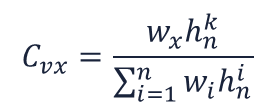 C_{vx} = \frac{w_x h_n^k}{\sum_{i=1}^{n} w_i h_n^i}